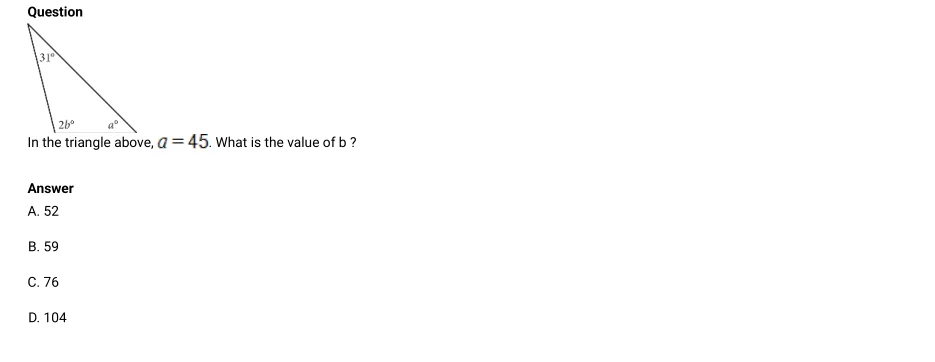 Question
31°
2b° a°
In the triangle above, a = 45. What is the value of b ?
Answer
A. 52
B. 59
C. 76
D. 104